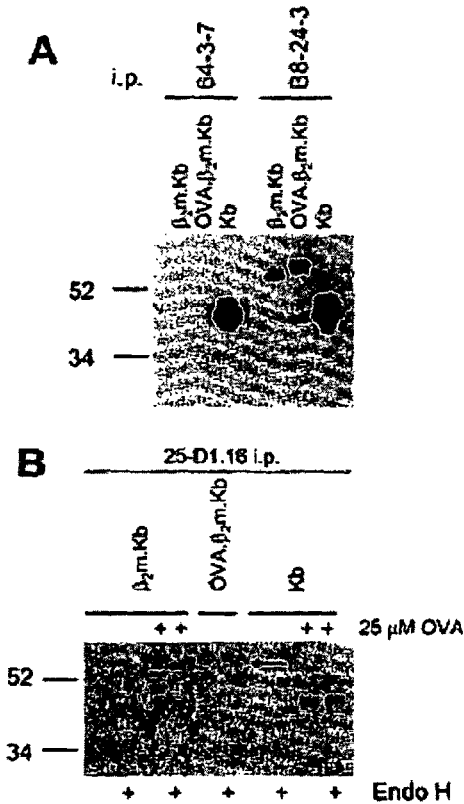 A
i.p.
64-3-7
B8-24-3
β₂m.Kb
OVA.β₂m.Kb
Kb
β₂m.Kb
OVA.β₂m.Kb
Kb
52
34
B
25-D1.16 i.p.
β₂m.Kb
OVA.β₂m.Kb
Kb
+ + + + 25 μM OVA
52
34
+ + + + + Endo H